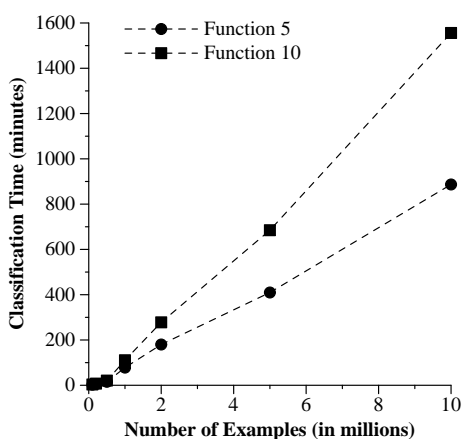 1600
1400
1200
1000
800
600
400
200
0
Classification Time (minutes)
Function 5
Function 10
0 2 4 6 8 10
Number of Examples (in millions)